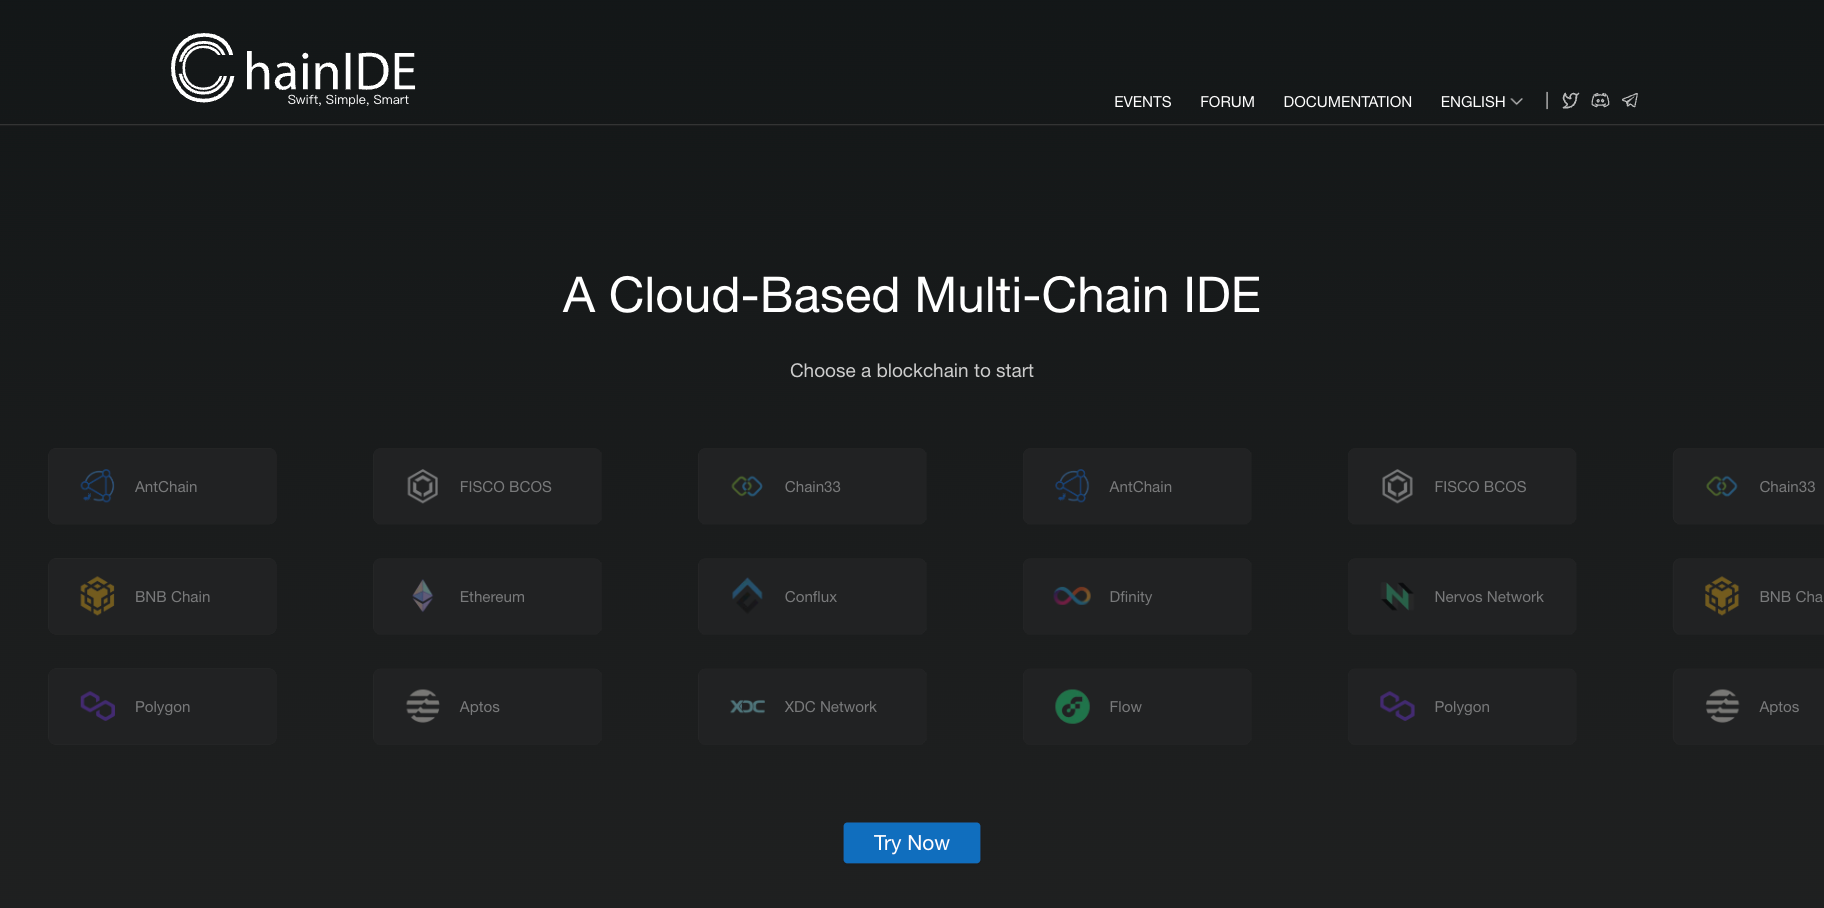 ChainIDE
Swift, Simple, Smart
EVENTS FORUM DOCUMENTATION ENGLISH
A Cloud-Based Multi-Chain IDE
Choose a blockchain to start
AntChain FISCO BCOS Chain33 AntChain FISCO BCOS Chain33
BNB Chain Ethereum Conflux Dfinity Nervos Network BNB Cha
Polygon Aptos XDC XDC Network Flow Polygon Aptos
Try Now